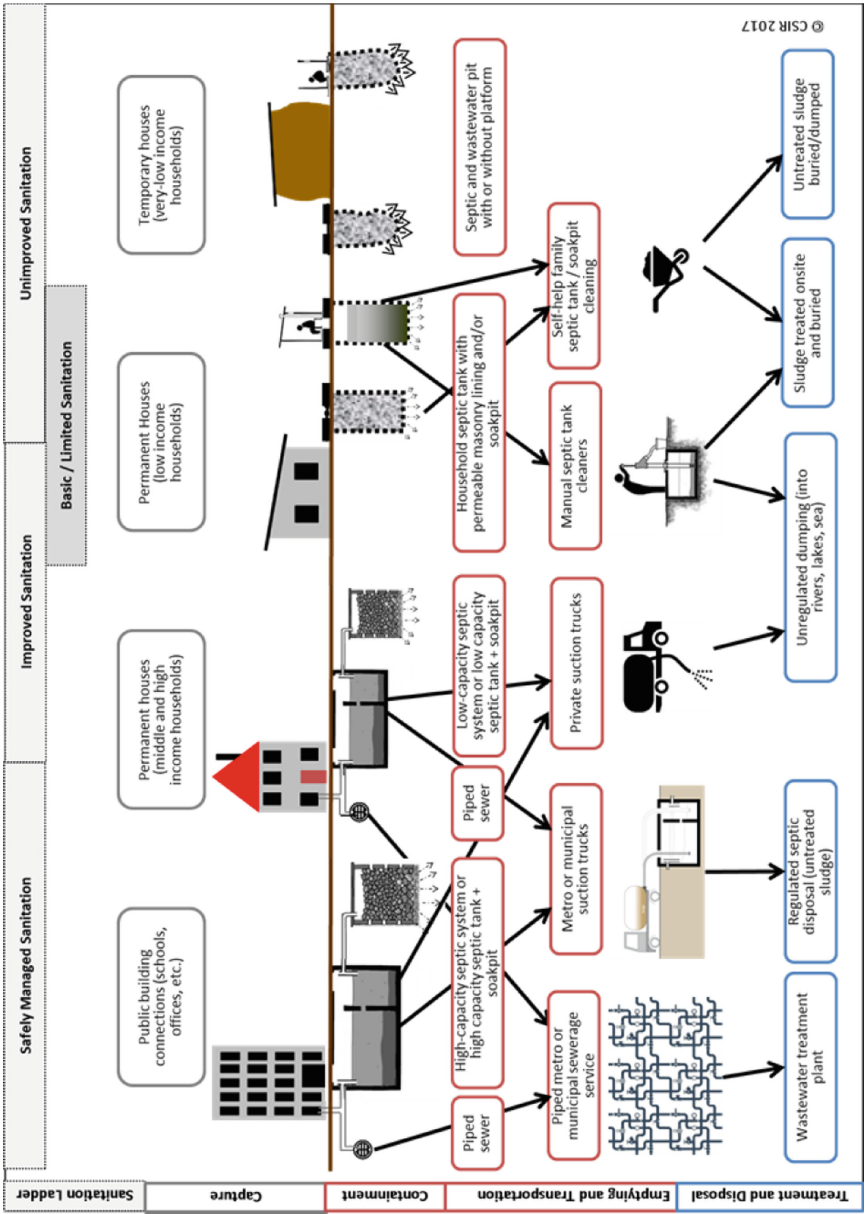 Sanitation Ladder
Safely Managed Sanitation
Improved Sanitation
Unimproved Sanitation
Basic / Limited Sanitation
Capture
Public building
connections (schools,
offices, etc.)
Permanent houses
(middle and high
income households)
Permanent Houses
(low income
households)
Temporary houses
(very-low income
households)
Containment
Piped
sewer
High-capacity septic system or
high capacity septic tank +
soakpit
Piped
sewer
Low-capacity septic
system or low capacity
septic tank + soakpit
Household septic tank with
permeable masonry lining and/or
soakpit
Septic and wastewater pit
with or without platform
Emptying and Transportation
Piped metro or
municipal sewerage
service
Metro or municipal
suction trucks
Private suction trucks
Manual septic tank
cleaners
Self-help family
septic tank / soakpit
cleaning
Treatment and Disposal
Wastewater treatment
plant
Regulated septic
disposal (untreated
sludge)
Unregulated dumping (into
rivers, lakes, sea)
Sludge treated onsite
and buried
Untreated sludge
buried/dumped
© CSIR 2017